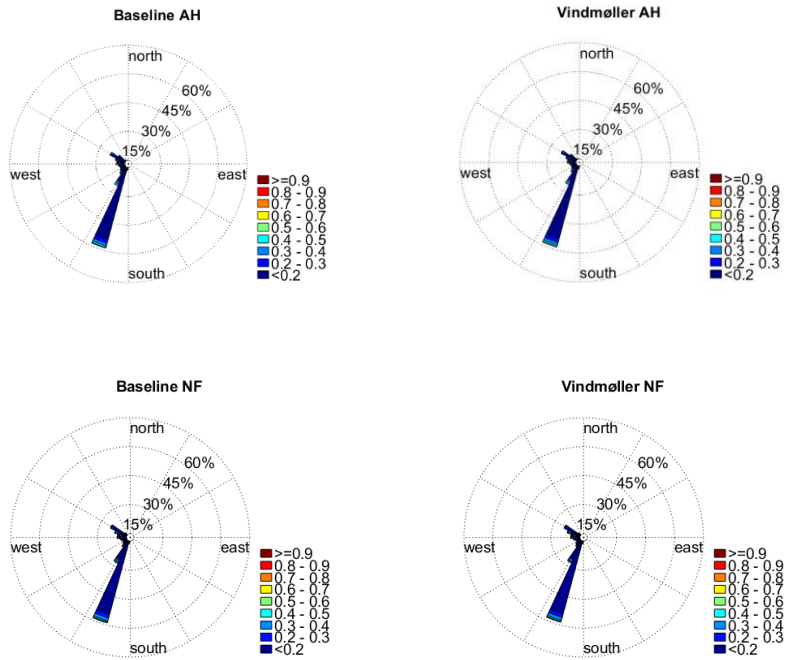 Baseline AH
north
60%
45%
30%
15%
west
east
south
>=0.9
0.8 - 0.9
0.7 - 0.8
0.6 - 0.7
0.5 - 0.6
0.4 - 0.5
0.3 - 0.4
0.2 - 0.3
<0.2
Vindmøller AH
north
60%
45%
30%
15%
west
east
south
>=0.9
0.8 - 0.9
0.7 - 0.8
0.6 - 0.7
0.5 - 0.6
0.4 - 0.5
0.3 - 0.4
0.2 - 0.3
<0.2
Baseline NF
north
60%
45%
30%
15%
west
east
south
>=0.9
0.8 - 0.9
0.7 - 0.8
0.6 - 0.7
0.5 - 0.6
0.4 - 0.5
0.3 - 0.4
0.2 - 0.3
<0.2
Vindmøller NF
north
60%
45%
30%
15%
west
east
south
>=0.9
0.8 - 0.9
0.7 - 0.8
0.6 - 0.7
0.5 - 0.6
0.4 - 0.5
0.3 - 0.4
0.2 - 0.3
<0.2